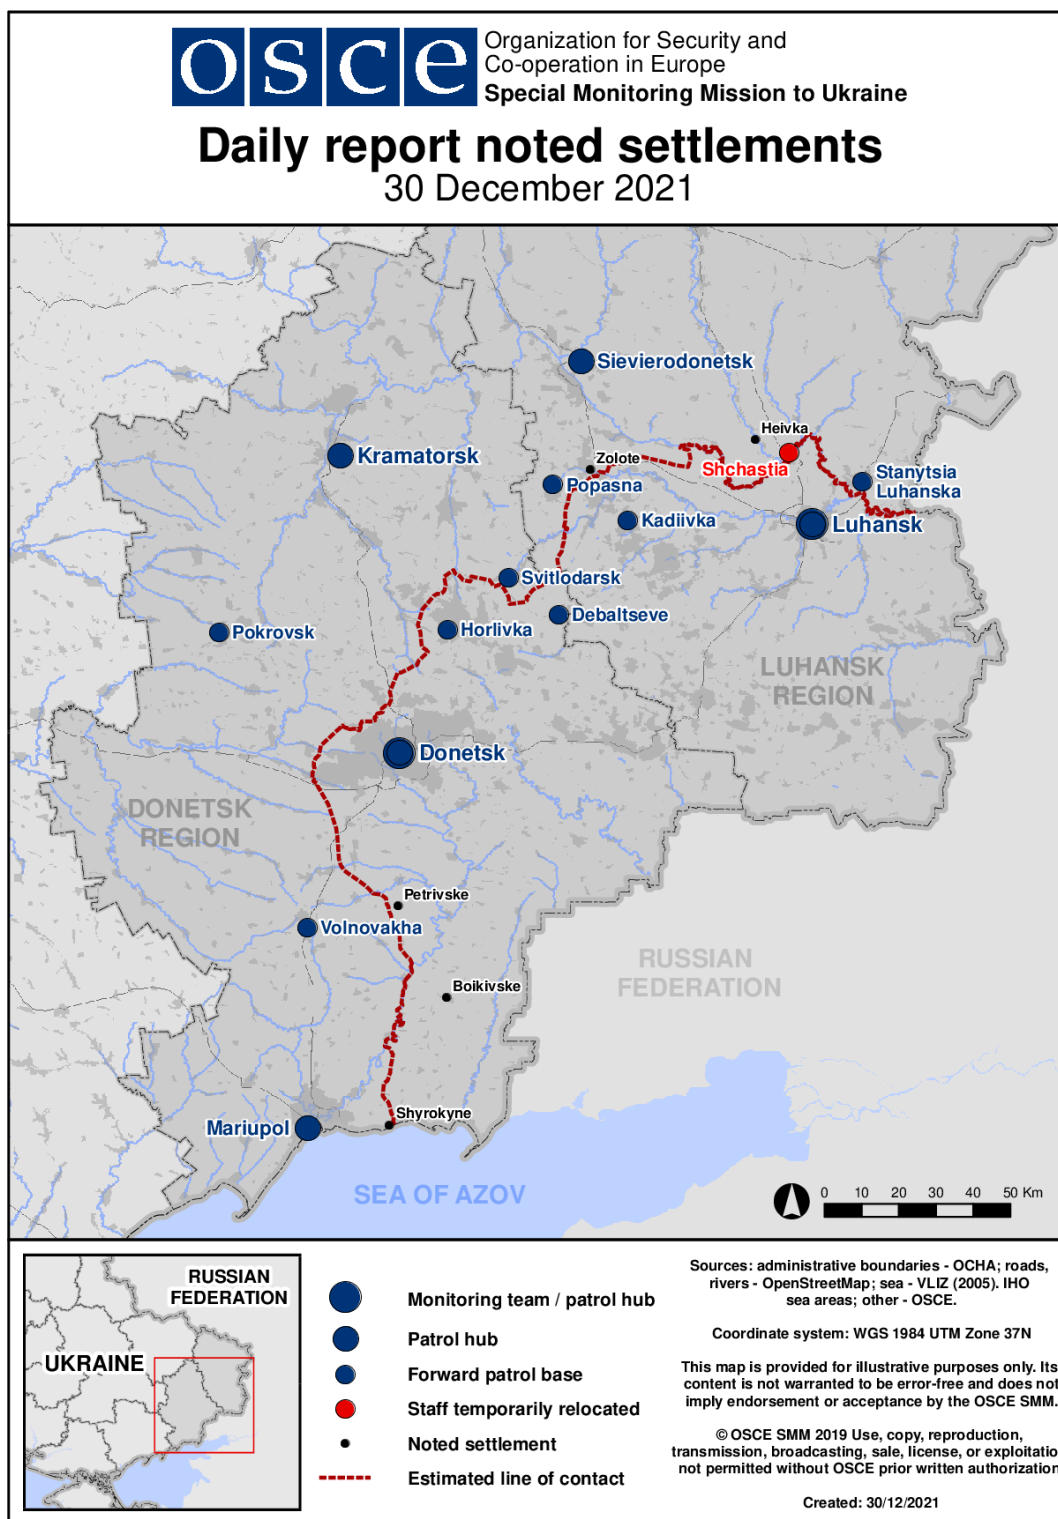 osce
Organization for Security and
Co-operation in Europe
Special Monitoring Mission to Ukraine
Daily report noted settlements
30 December 2021
Sievierodonetsk
Heivka
Kramatorsk
Zolote
Shchastia
Stanytsia
Luhanska
Popasna
Kadiivka
Luhansk
Svitlodarsk
Debaltseve
Pokrovsk
Horlivka
LUHANSK
REGION
Donetsk
DONETSK
REGION
Petrivske
Volnovakha
RUSSIAN
FEDERATION
Boikivske
Shyrokyne
Mariupol
SEA OF AZOV
0 10 20 30 40 50 Km
RUSSIAN
FEDERATION
UKRAINE
Monitoring team / patrol hub
Patrol hub
Forward patrol base
Staff temporarily relocated
Noted settlement
Estimated line of contact
Sources: administrative boundaries - OCHA; roads,
rivers - OpenStreetMap; sea - VLIZ (2005). IHO
sea areas; other - OSCE.
Coordinate system: WGS 1984 UTM Zone 37N
This map is provided for illustrative purposes only. Its
content is not warranted to be error-free and does not
imply endorsement or acceptance by the OSCE SMM.
© OSCE SMM 2019 Use, copy, reproduction,
transmission, broadcasting, sale, license, or exploitatio
not permitted without OSCE prior written authorization
Created: 30/12/2021